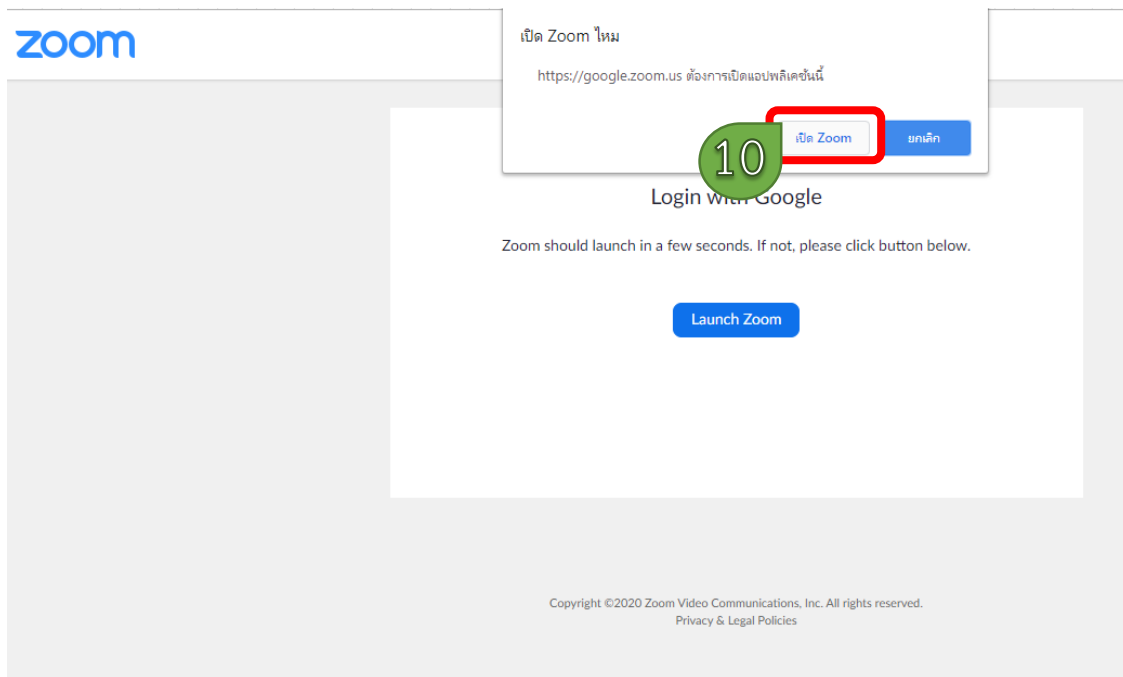 zoom
เปิด Zoom ไหม
https://google.zoom.us ต้องการเปิดแอปพลิเคชันนี้
เปิด Zoom
ยกเลิก
10
Login with Google
Zoom should launch in a few seconds. If not, please click button below.
Launch Zoom
Copyright ©2020 Zoom Video Communications, Inc. All rights reserved.
Privacy & Legal Policies